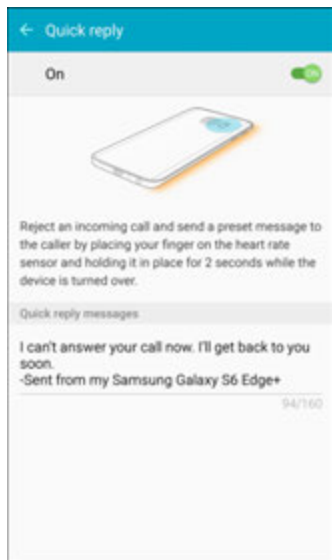 Quick reply
On
ON
Reject an incoming call and send a preset message to
the caller by placing your finger on the heart rate
sensor and holding it in place for 2 seconds while the
device is turned over.
Quick reply messages
I can't answer your call now. I'll get back to you
soon.
-Sent from my Samsung Galaxy S6 Edge+
94/160